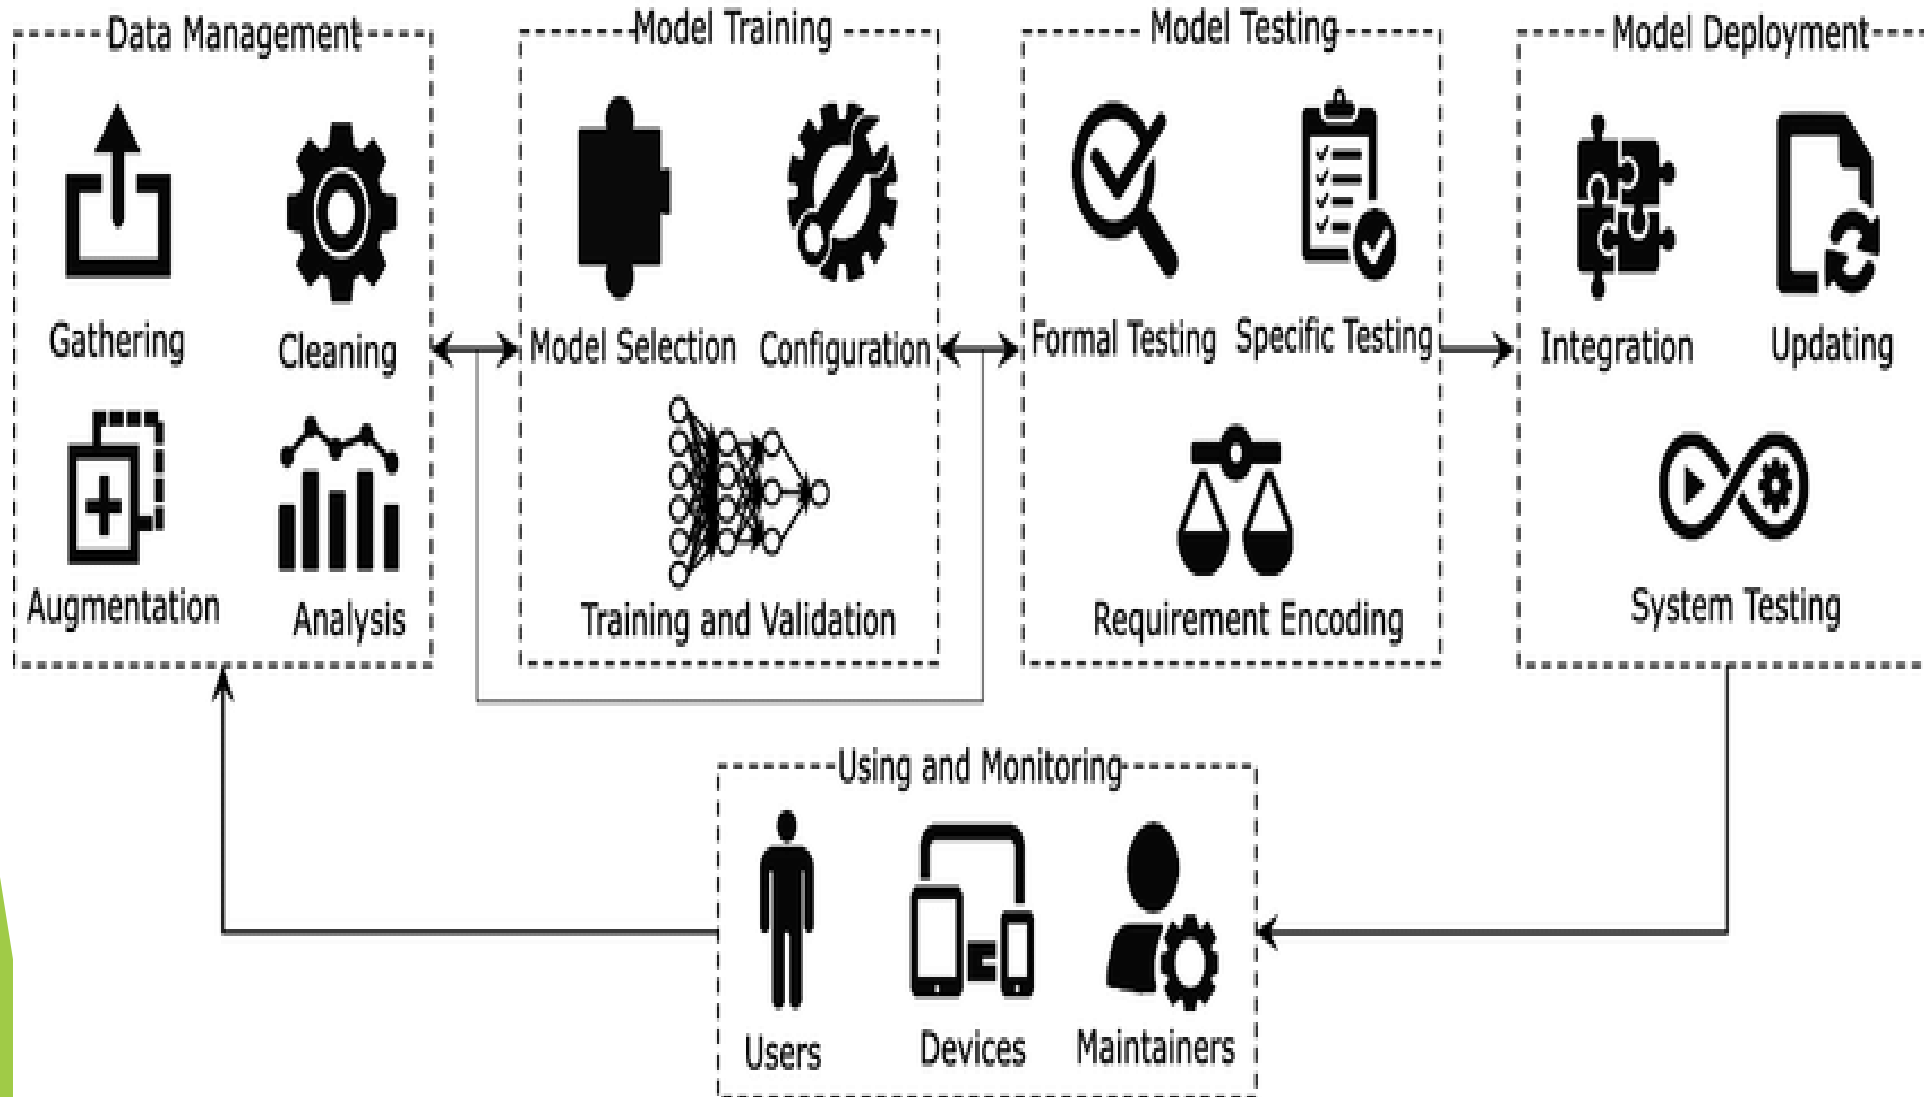 Data Management
Gathering
Cleaning
Augmentation
Analysis
Model Training
Model Selection
Configuration
Training and Validation
Model Testing
Formal Testing
Specific Testing
Requirement Encoding
Model Deployment
Integration
Updating
System Testing
Using and Monitoring
Users
Devices
Maintainers